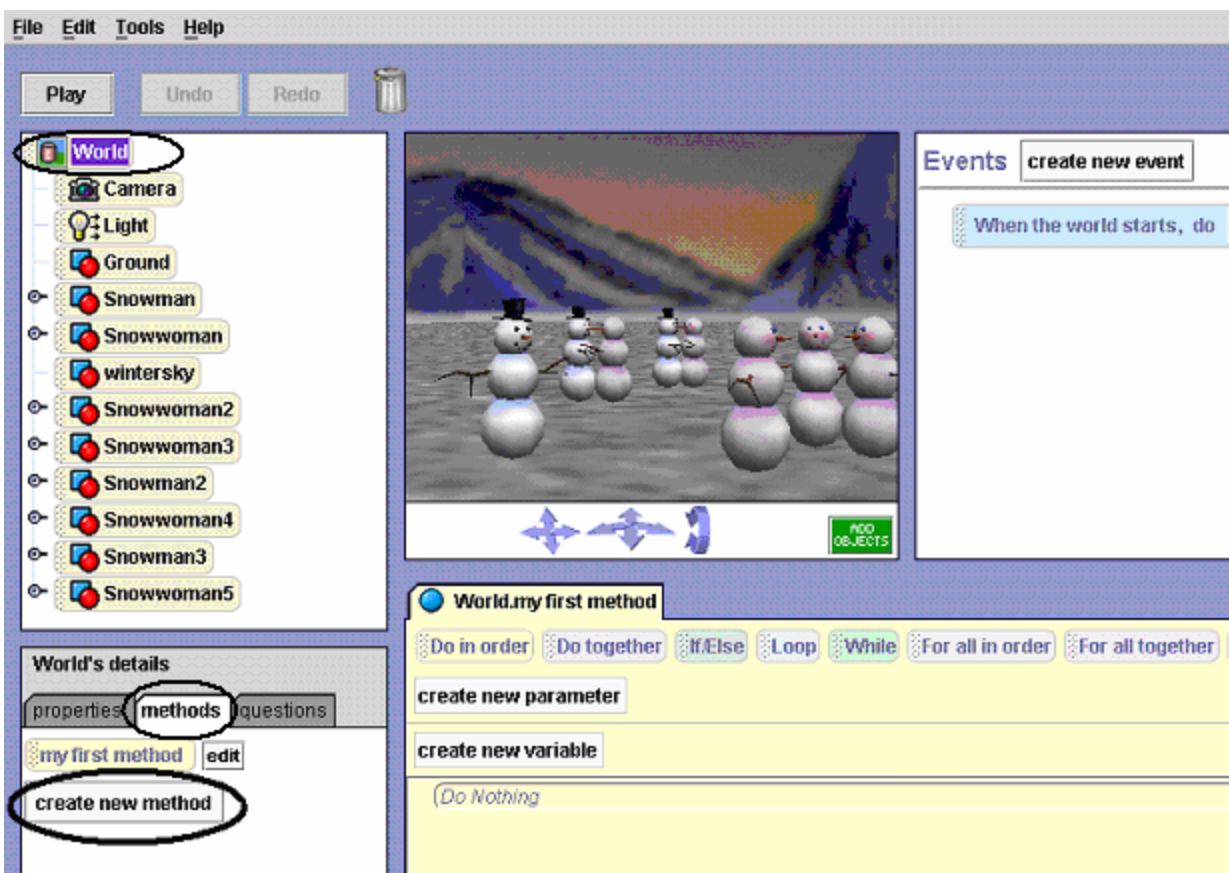 File Edit Tools Help
Play Undo Redo
World
Camera
Light
Ground
Snowman
Snowwoman
wintersky
Snowwoman2
Snowwoman3
Snowman2
Snowwoman4
Snowman3
Snowwoman5
ADD
OBJECTS
Events create new event
When the world starts, do
World's details
properties methods questions
my first method edit
create new method
World.my first method
Do in order Do together If/Else Loop While For all in order For all together
create new parameter
create new variable
(Do Nothing